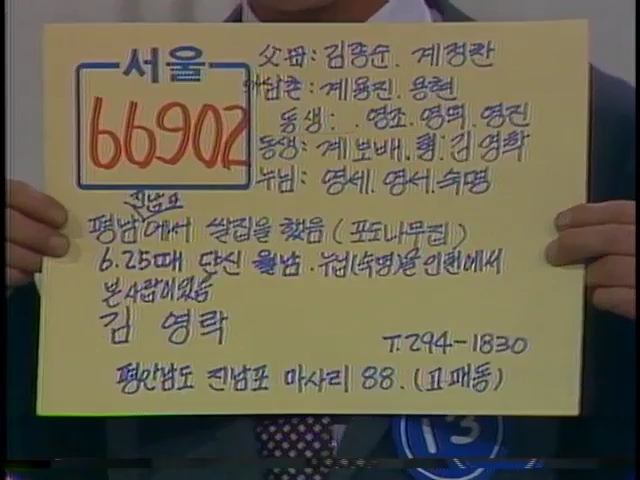 서울
66902
父母: 김종순. 계정란
외삼촌: 계용진. 용현
동생: . 영조. 영덕. 영진
동생: 계보배. 형: 김영학
누님: 영세. 영서. 숙명
진남포
평남에서 쌀집을 했음 (포도나무집)
6.25때 단신 월남. 누님(숙명)을 인천에서
본사람이있음
김 영락
T. 294-1830
평안남도 진남포 마사리 88. (고패동)
13